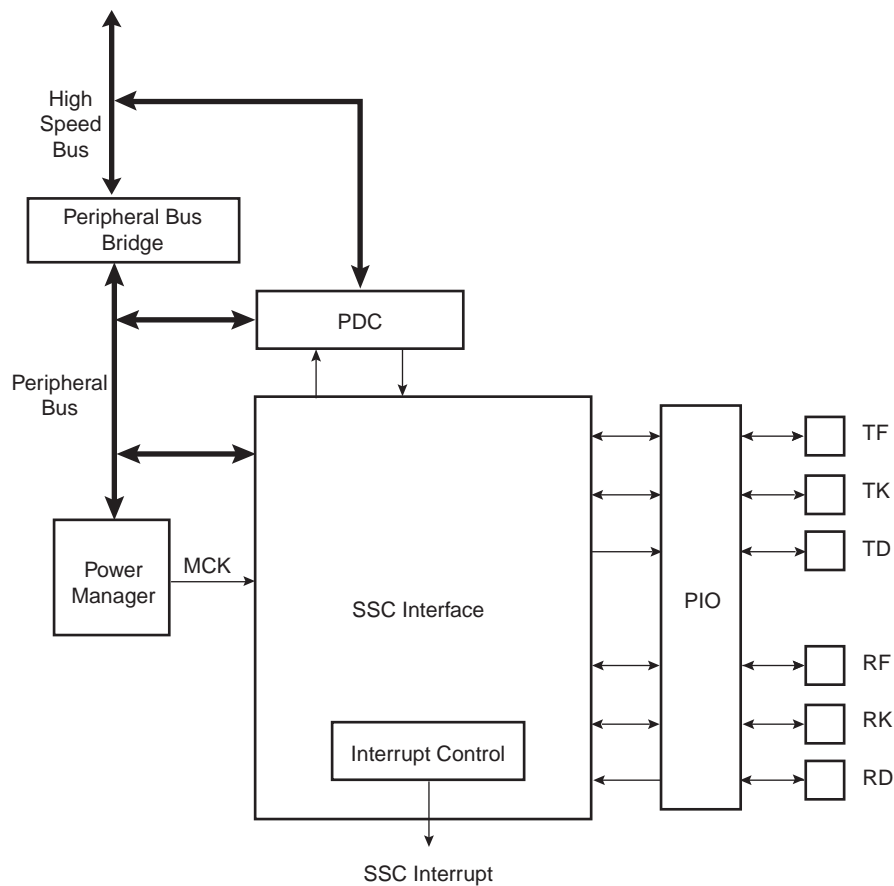 High
Speed
Bus
Peripheral Bus
Bridge
PDC
Peripheral
Bus
TF
TK
TD
Power
Manager
MCK
SSC Interface
PIO
RF
RK
RD
Interrupt Control
SSC Interrupt